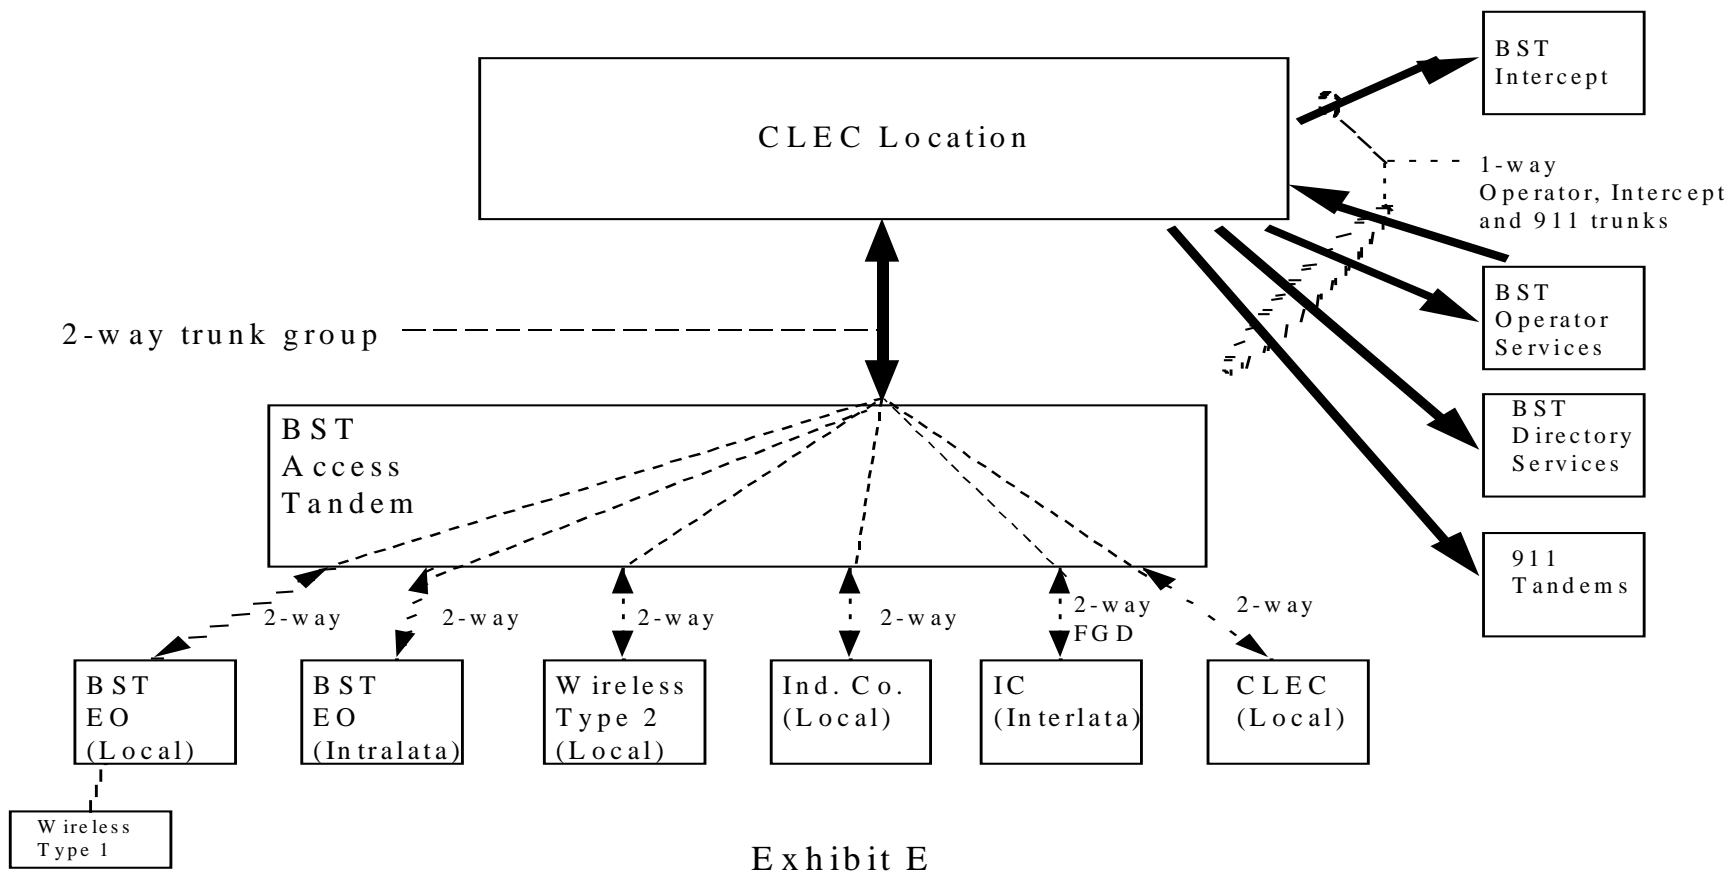 BST
Intercept
CLEC Location
1-way
Operator, Intercept
and 911 trunks
BST
Operator
Services
2-way trunk group
BST
Directory
Services
BST
Access
Tandem
911
Tandems
2-way
2-way
2-way
2-way
2-way
FGD
2-way
BST
EO
(Local)
BST
EO
(Intralata)
Wireless
Type 2
(Local)
Ind. Co.
(Local)
IC
(Interlata)
CLEC
(Local)
Wireless
Type 1
Exhibit E